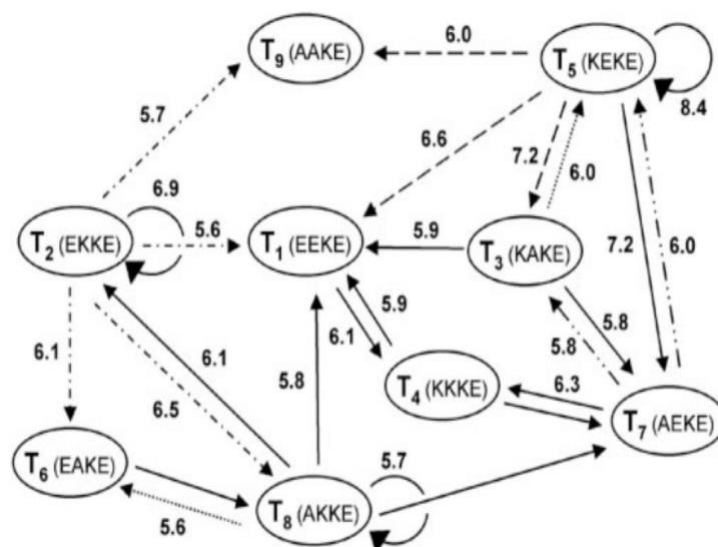 6.0
T9 (AAKE)
T5 (KEKE)
8.4
5.7
6.6
7.2
6.0
6.9
T2 (EKKE)
5.6
T1 (EEKE)
5.9
T3 (KAKE)
7.2
6.0
6.1
5.9
6.1
5.8
5.8
5.8
6.1
6.5
T4 (KKKE)
6.3
T7 (AEKE)
T6 (EAKE)
5.7
5.6
T8 (AKKE)